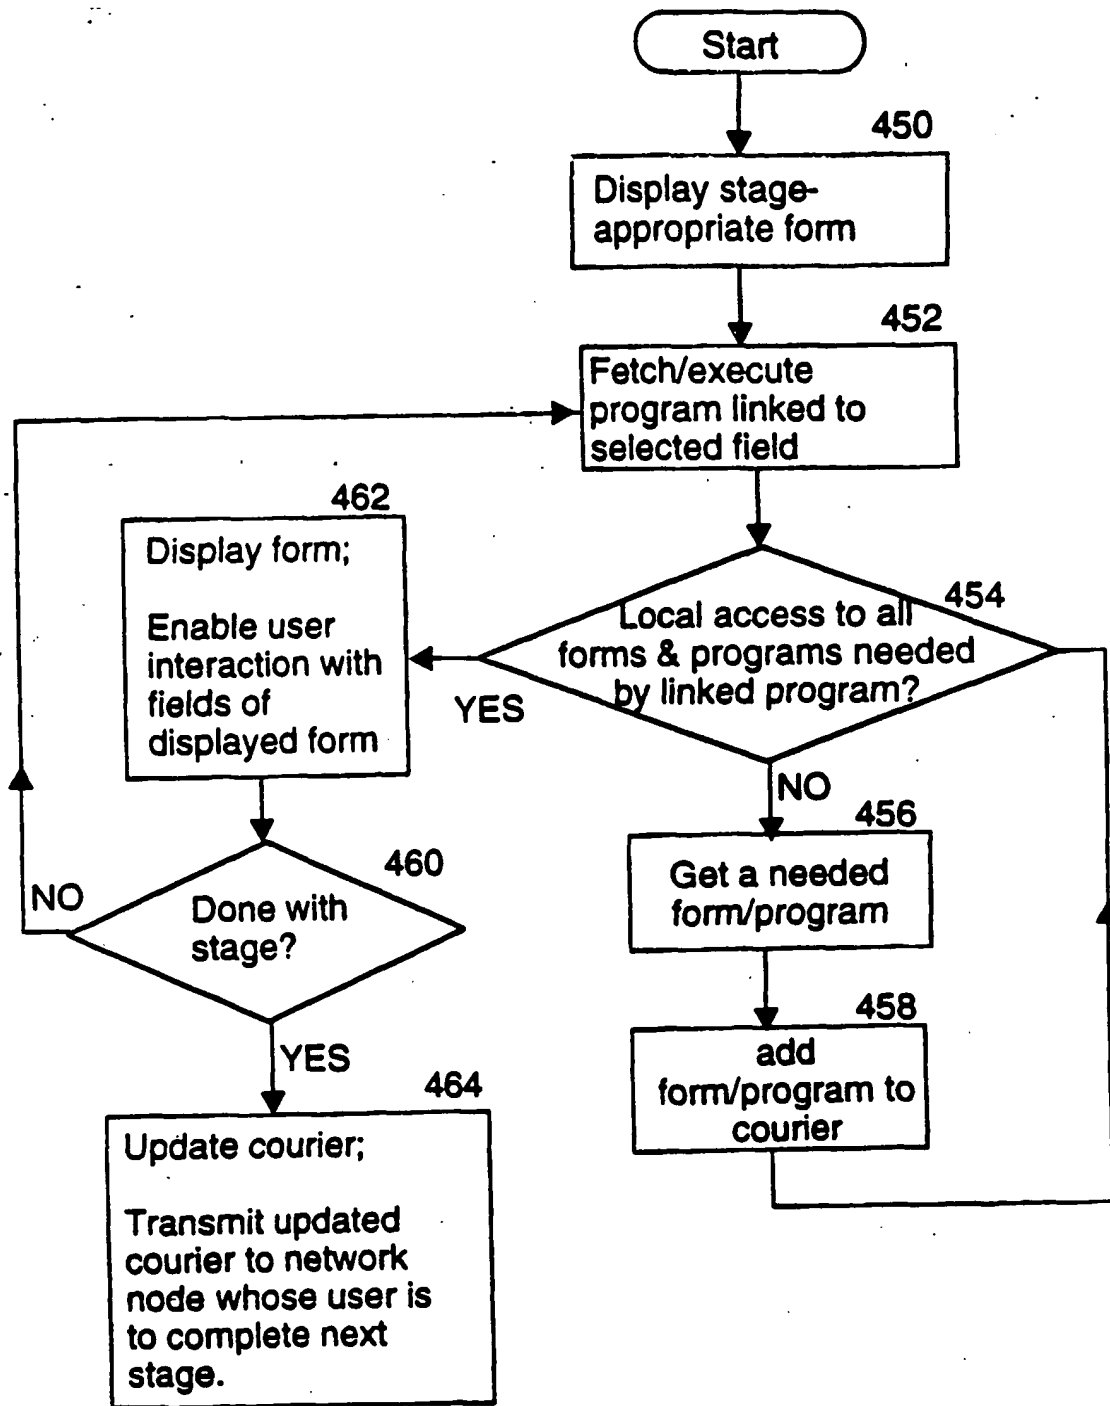 Start
450
Display stage-
appropriate form
452
Fetch/execute
program linked to
selected field
454
Local access to all
forms & programs needed
by linked program?
YES
NO
462
Display form;
Enable user
interaction with
fields of
displayed form
456
Get a needed
form/program
460
Done with
stage?
NO
YES
458
add
form/program to
courier
464
Update courier;
Transmit updated
courier to network
node whose user is
to complete next
stage.